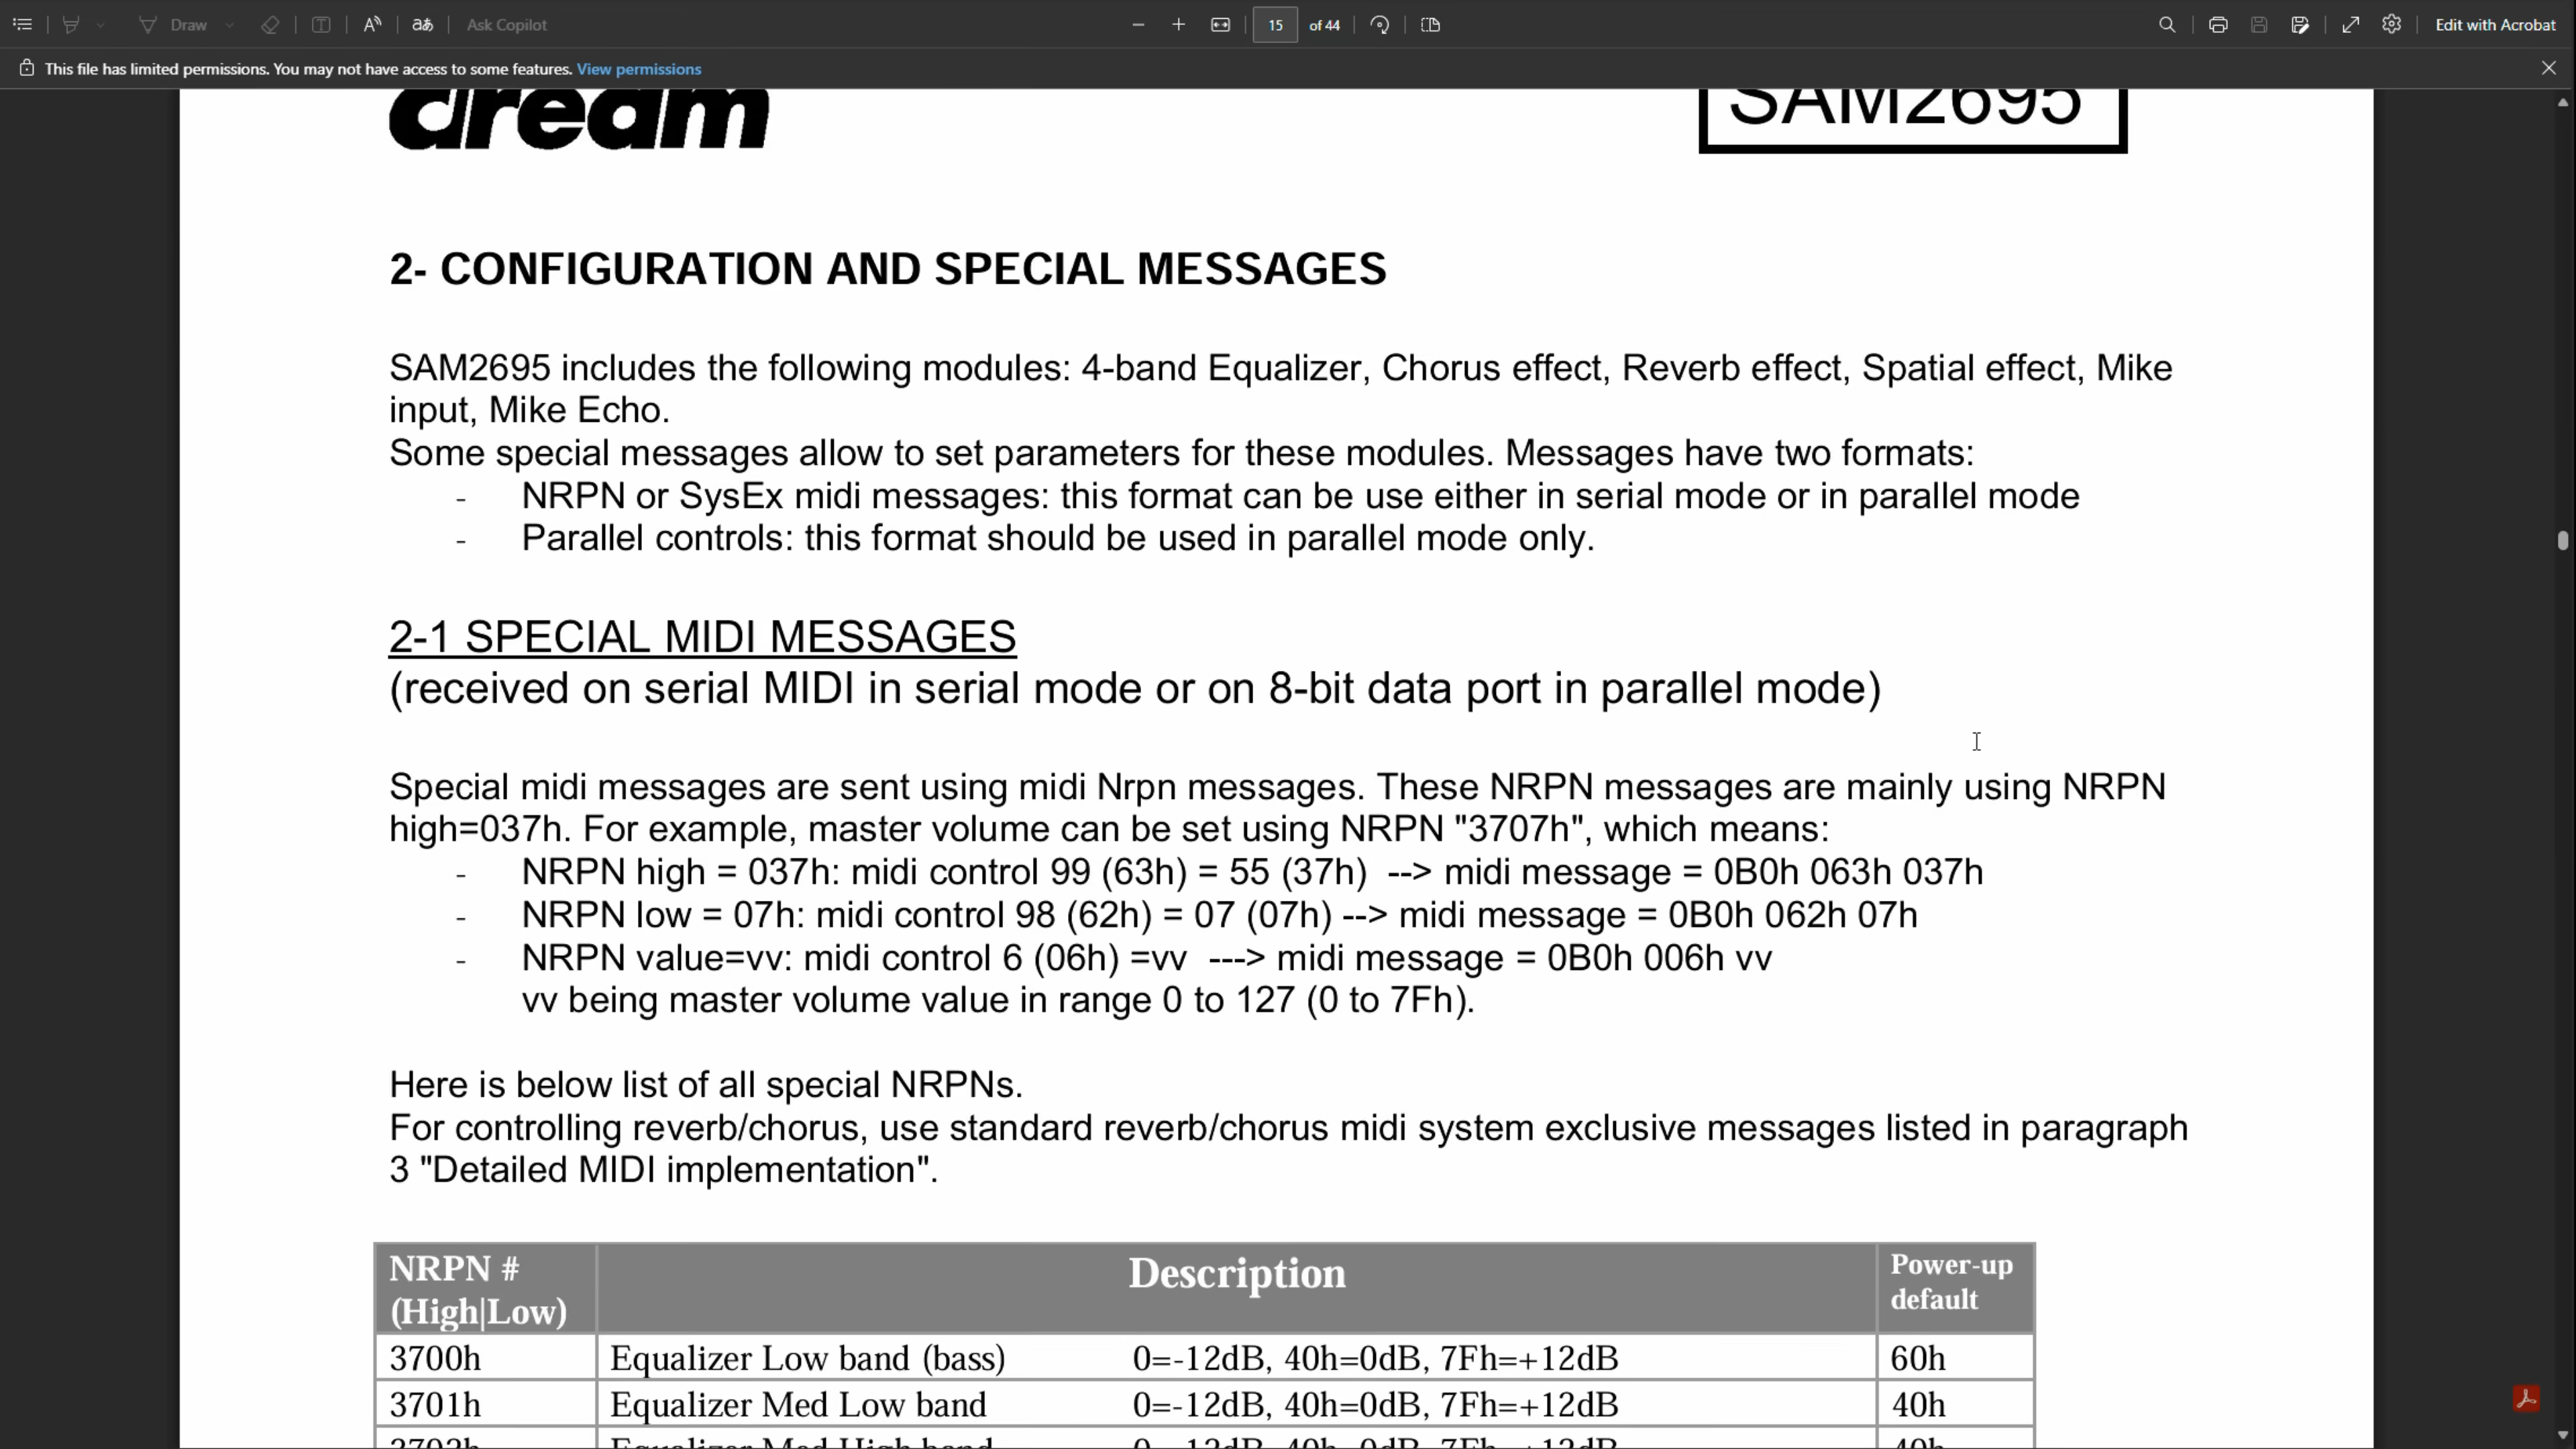 Draw
Ask Copilot
15 of 44
Edit with Acrobat
This file has limited permissions. You may not have access to some features. View permissions
dream
SAM2695
2- CONFIGURATION AND SPECIAL MESSAGES
SAM2695 includes the following modules: 4-band Equalizer, Chorus effect, Reverb effect, Spatial effect, Mike
input, Mike Echo.
Some special messages allow to set parameters for these modules. Messages have two formats:
- NRPN or SysEx midi messages: this format can be use either in serial mode or in parallel mode
- Parallel controls: this format should be used in parallel mode only.
2-1 SPECIAL MIDI MESSAGES
(received on serial MIDI in serial mode or on 8-bit data port in parallel mode)
Special midi messages are sent using midi Nrpn messages. These NRPN messages are mainly using NRPN
high=037h. For example, master volume can be set using NRPN "3707h", which means:
- NRPN high = 037h: midi control 99 (63h) = 55 (37h) --> midi message = 0B0h 063h 037h
- NRPN low = 07h: midi control 98 (62h) = 07 (07h) --> midi message = 0B0h 062h 07h
- NRPN value=vv: midi control 6 (06h) =vv ---> midi message = 0B0h 006h vv
vv being master volume value in range 0 to 127 (0 to 7Fh).
Here is below list of all special NRPNs.
For controlling reverb/chorus, use standard reverb/chorus midi system exclusive messages listed in paragraph
3 "Detailed MIDI implementation".
NRPN # (High|Low) Description Power-up default
3700h Equalizer Low band (bass) 0=-12dB, 40h=0dB, 7Fh=+12dB 60h
3701h Equalizer Med Low band 0=-12dB, 40h=0dB, 7Fh=+12dB 40h
3702h Equalizer Med High band 0=-12dB, 40h=0dB, 7Fh=+12dB 40h